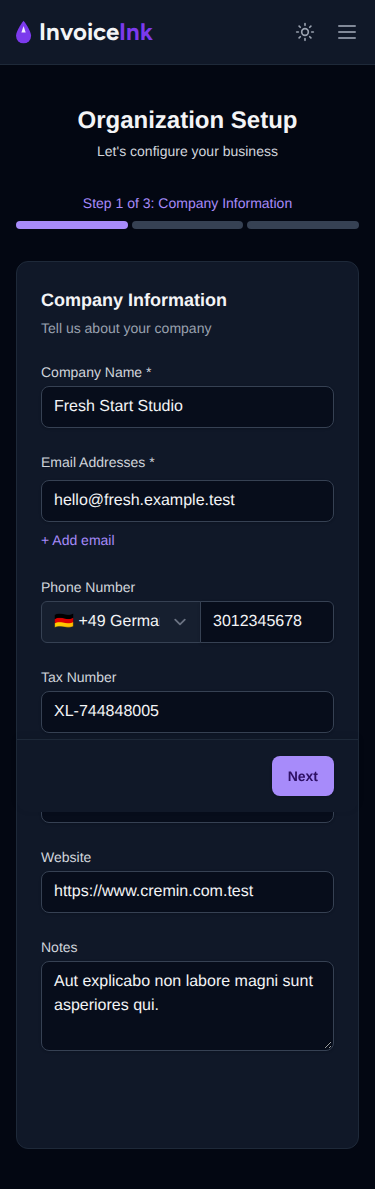 InvoiceInk
Organization Setup
Let's configure your business
Step 1 of 3: Company Information
Company Information
Tell us about your company
Company Name *
Fresh Start Studio
Email Addresses *
hello@fresh.example.test
+ Add email
Phone Number
+49 Germa 3012345678
Tax Number
XL-744848005
Next
Website
https://www.cremin.com.test
Notes
Aut explicabo non labore magni sunt
asperiores qui.